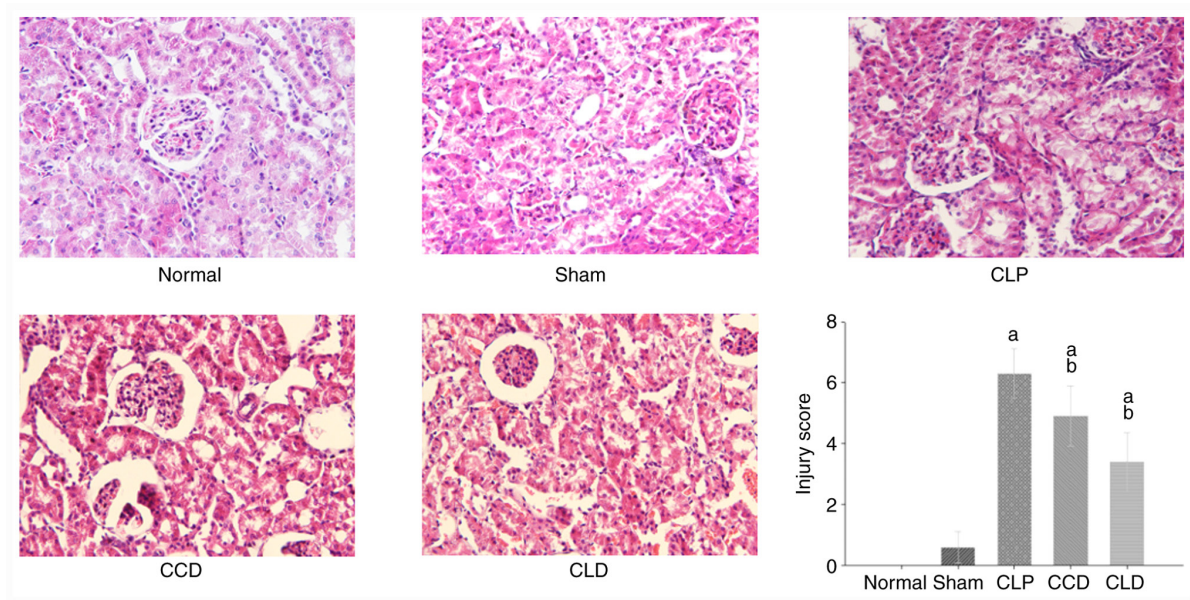 Normal
Sham
CLP
CCD
CLD
Injury score
8
6
4
2
0
a
a
b
a
b
Normal Sham CLP CCD CLD